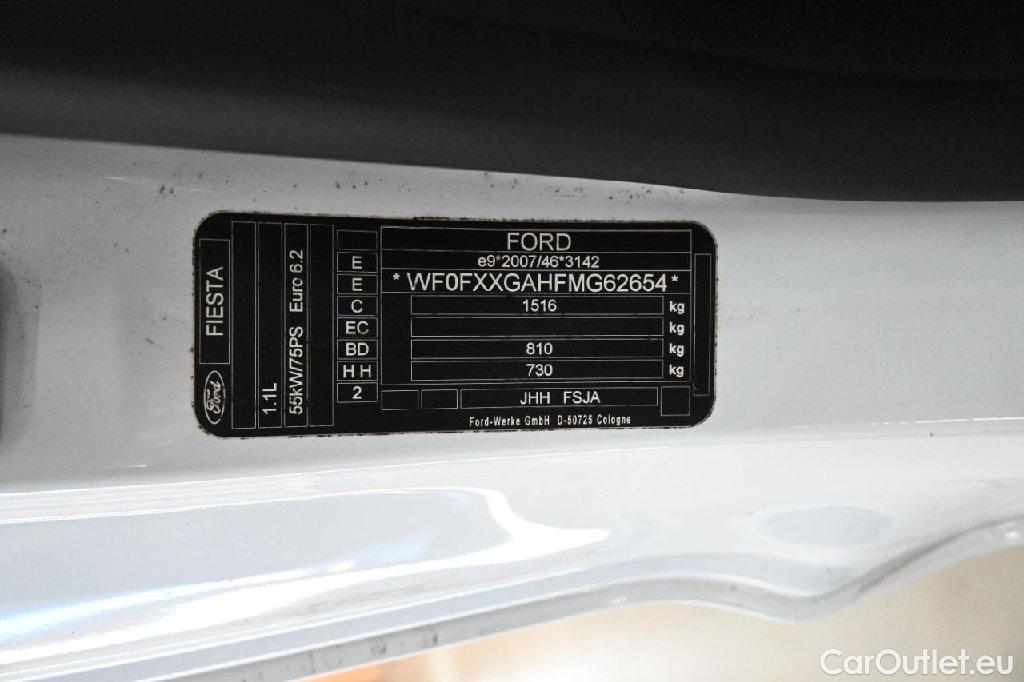 FORD
e9*2007/46*3142
*WF0FXXGAHFMG62654*
1516 kg
kg
810 kg
730 kg
JHH FSJA
Ford-Werke GmbH D-50725 Cologne
E
E
C
EC
BD
H H
2
FIESTA
Ford
1.1L
55kW/75PS Euro 6.2
CarOutlet.eu